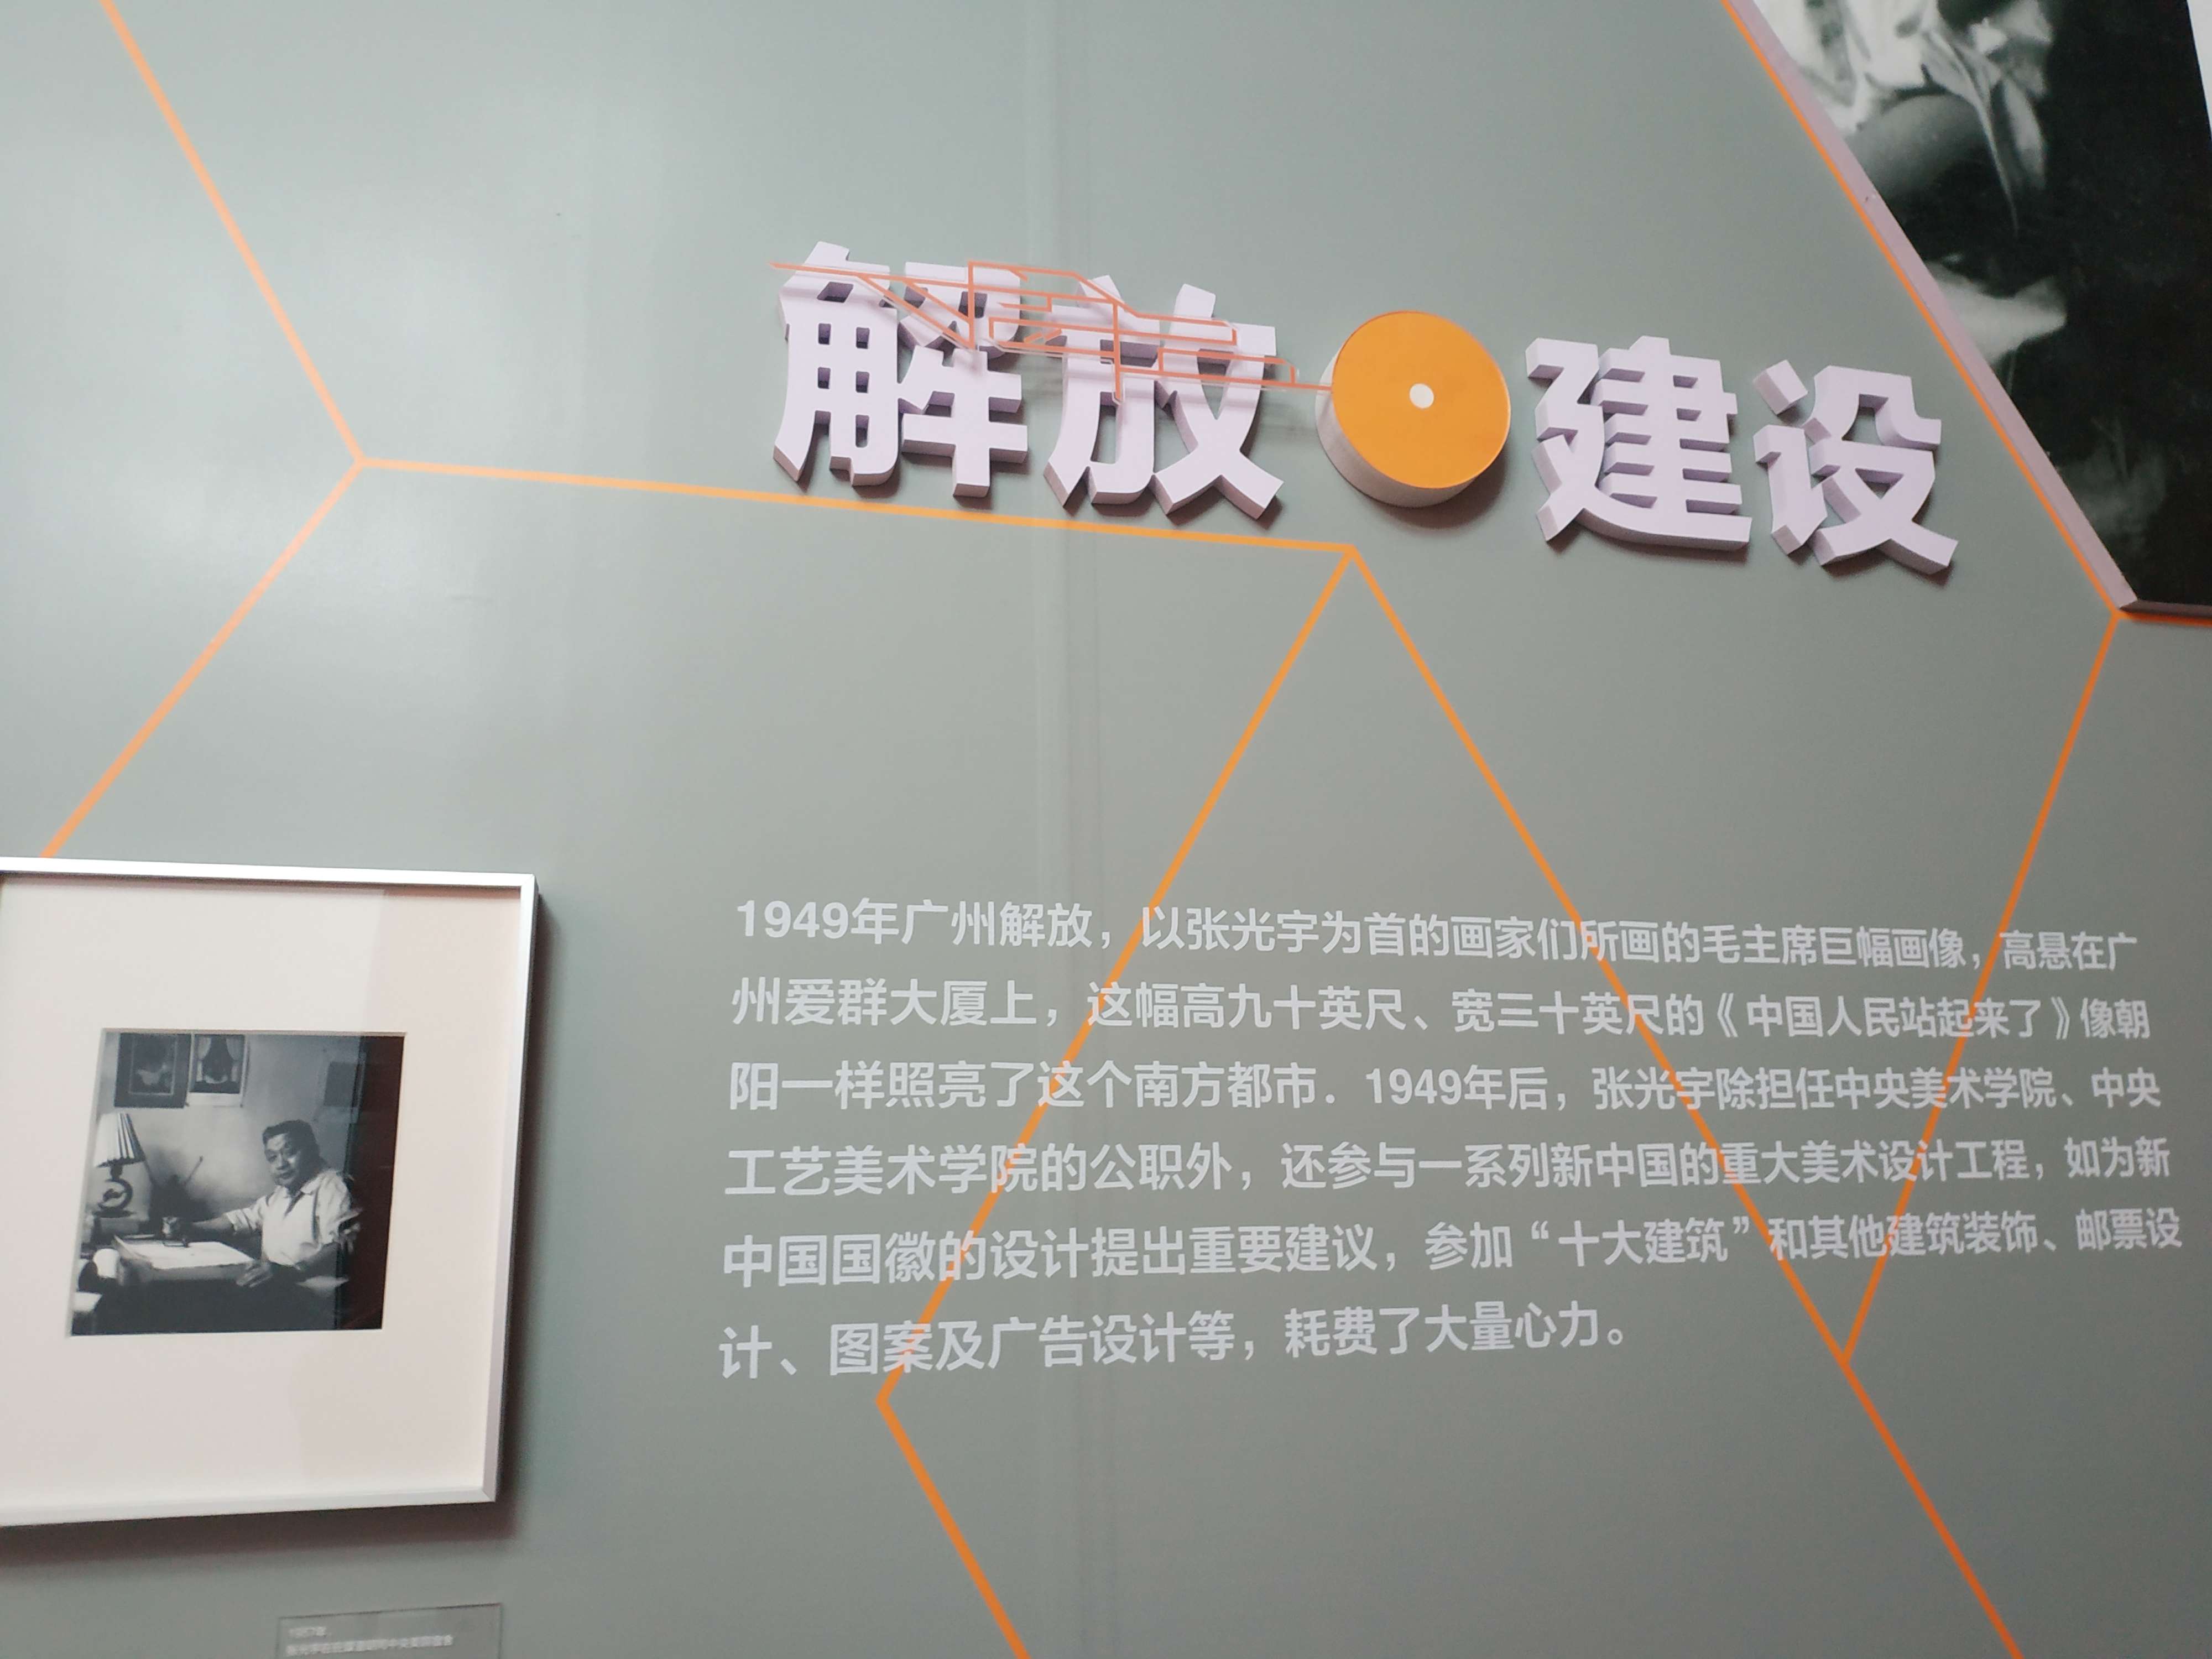 解放 建设
1949年广州解放，以张光宇为首的画家们所画的毛主席巨幅画像，高悬在广
州爱群大厦上，这幅高九十英尺、宽三十英尺的《中国人民站起来了》像朝
阳一样照亮了这个南方都市．1949年后，张光宇除担任中央美术学院、中央
工艺美术学院的公职外，还参与一系列新中国的重大美术设计工程，如为新
中国国徽的设计提出重要建议，参加“十大建筑”和其他建筑装饰、邮票设
计、图案及广告设计等，耗费了大量心力。
1957年，